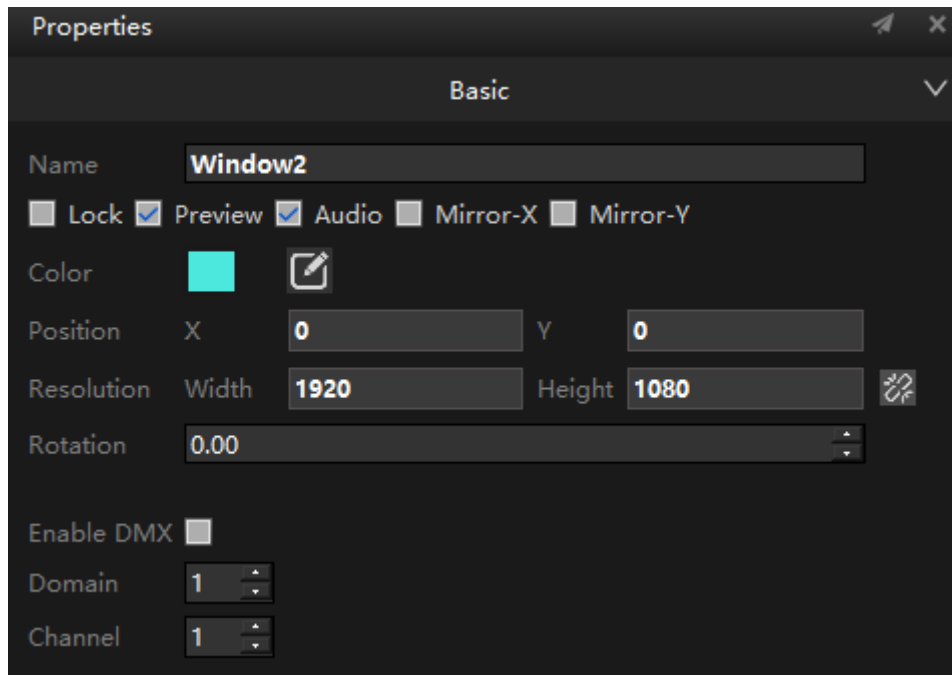 Properties
Basic
Name Window2
Lock Preview Audio Mirror-X Mirror-Y
Color
Position X 0 Y 0
Resolution Width 1920 Height 1080
Rotation 0.00
Enable DMX
Domain 1
Channel 1